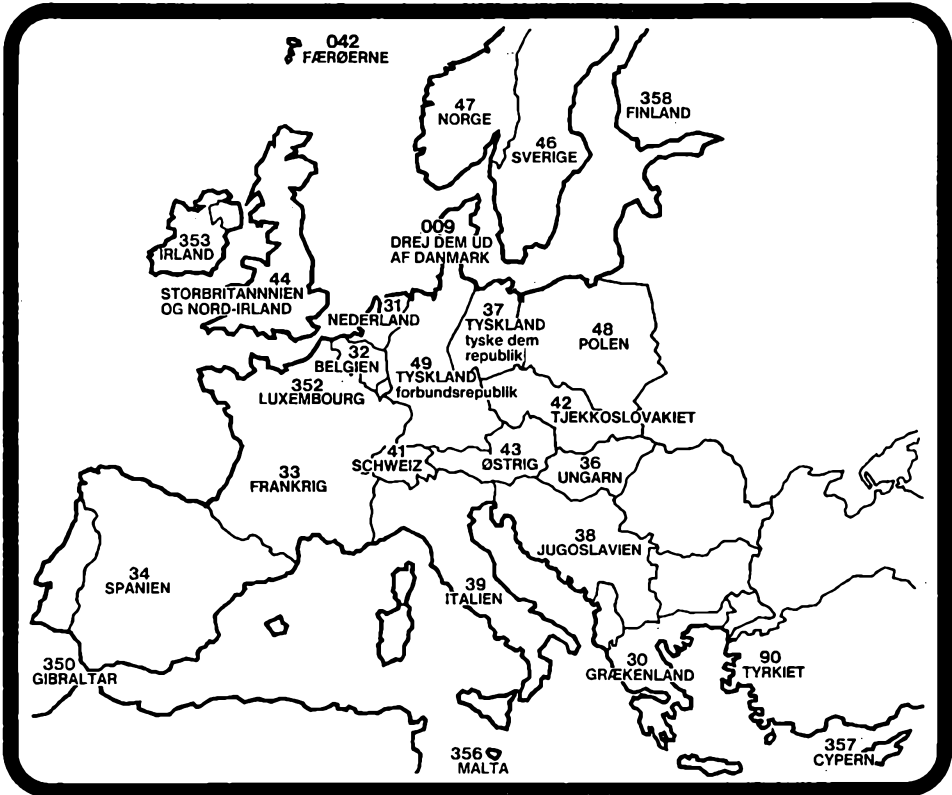 042
FÆRØERNE
47
NORGE
358
FINLAND
46
SVERIGE
009
DREJ DEM UD
AF DANMARK
353
IRLAND
44
STORBRITANNNIEN
OG NORD-IRLAND
31
NEDERLAND
37
TYSKLAND
tyske dem
republik
48
POLEN
32
BELGIEN
49
TYSKLAND
forbundsrepublik
352
LUXEMBOURG
42
TJEKKOSLOVAKIET
41
SCHWEIZ
43
ØSTRIG
36
UNGARN
33
FRANKRIG
38
JUGOSLAVIEN
34
SPANIEN
39
ITALIEN
350
GIBRALTAR
30
GRÆKENLAND
90
TYRKIET
356
MALTA
357
CYPERN